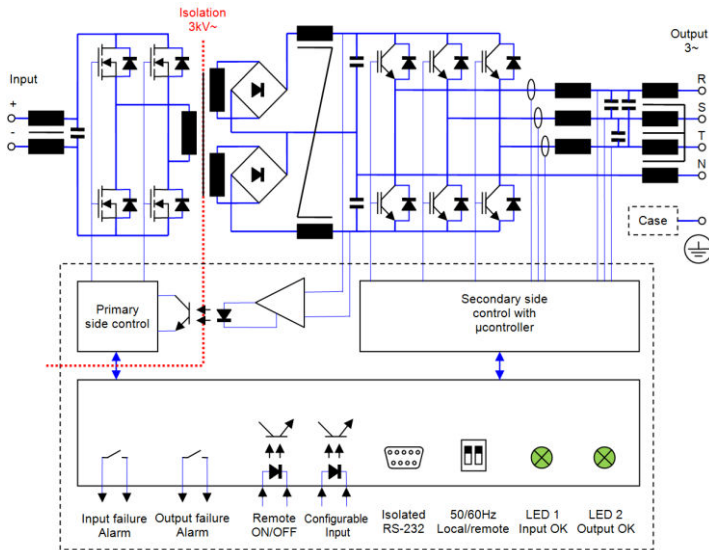 Isolation
3kV~
Output
3~
Input
+
-
R
S
T
N
Case
Primary
side control
Secondary side
control with
µcontroller
Input failure
Alarm
Output failure
Alarm
Remote
ON/OFF
Configurable
Input
Isolated
RS-232
50/60Hz
Local/remote
LED 1
Input OK
LED 2
Output OK